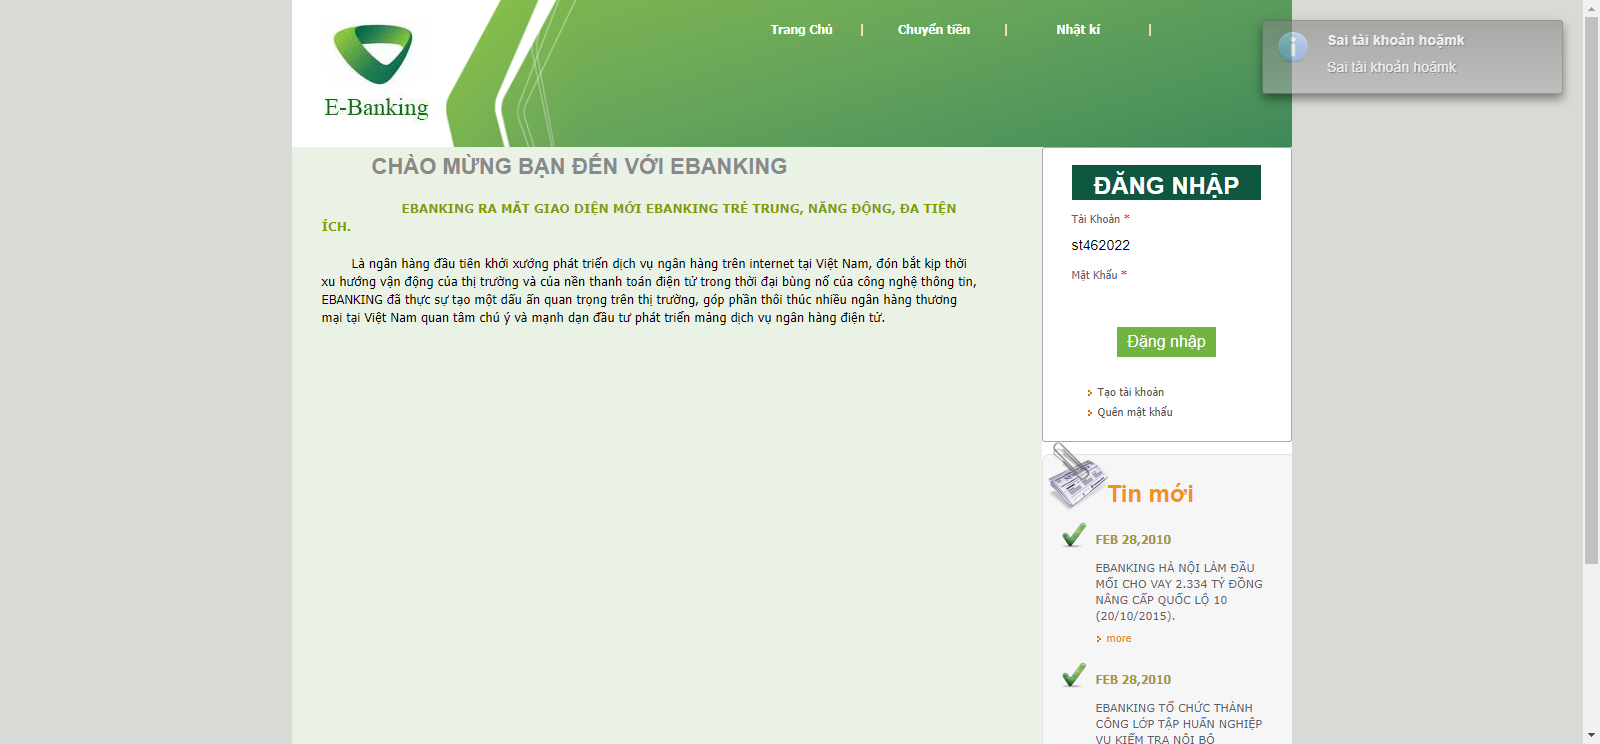 E-Banking
Trang Chủ | Chuyển tiền | Nhật kí |
Sai tài khoản hoặmk
Sai tài khoản hoặmk
CHÀO MỪNG BẠN ĐẾN VỚI EBANKING
EBANKING RA MẮT GIAO DIỆN MỚI EBANKING TRẺ TRUNG, NĂNG ĐỘNG, ĐA TIỆN
ÍCH.
Là ngân hàng đầu tiên khởi xướng phát triển dịch vụ ngân hàng trên internet tại Việt Nam, đón bắt kịp thời
xu hướng vận động của thị trường và của nền thanh toán điện tử trong thời đại bùng nổ của công nghệ thông tin,
EBANKING đã thực sự tạo một dấu ấn quan trọng trên thị trường, góp phần thôi thúc nhiều ngân hàng thương
mại tại Việt Nam quan tâm chú ý và mạnh dạn đầu tư phát triển mảng dịch vụ ngân hàng điện tử.
ĐĂNG NHẬP
Tài Khoản *
st462022
Mật Khẩu *
Đặng nhập
Tạo tài khoản
Quên mật khẩu
Tin mới
FEB 28,2010
EBANKING HÀ NỘI LÀM ĐẦU
MỐI CHO VAY 2.334 TỶ ĐỒNG
NÂNG CẤP QUỐC LỘ 10
(20/10/2015).
more
FEB 28,2010
EBANKING TỔ CHỨC THÀNH
CÔNG LỚP TẬP HUẤN NGHIỆP
VỤ KIỂM TRA NỘI BỘ